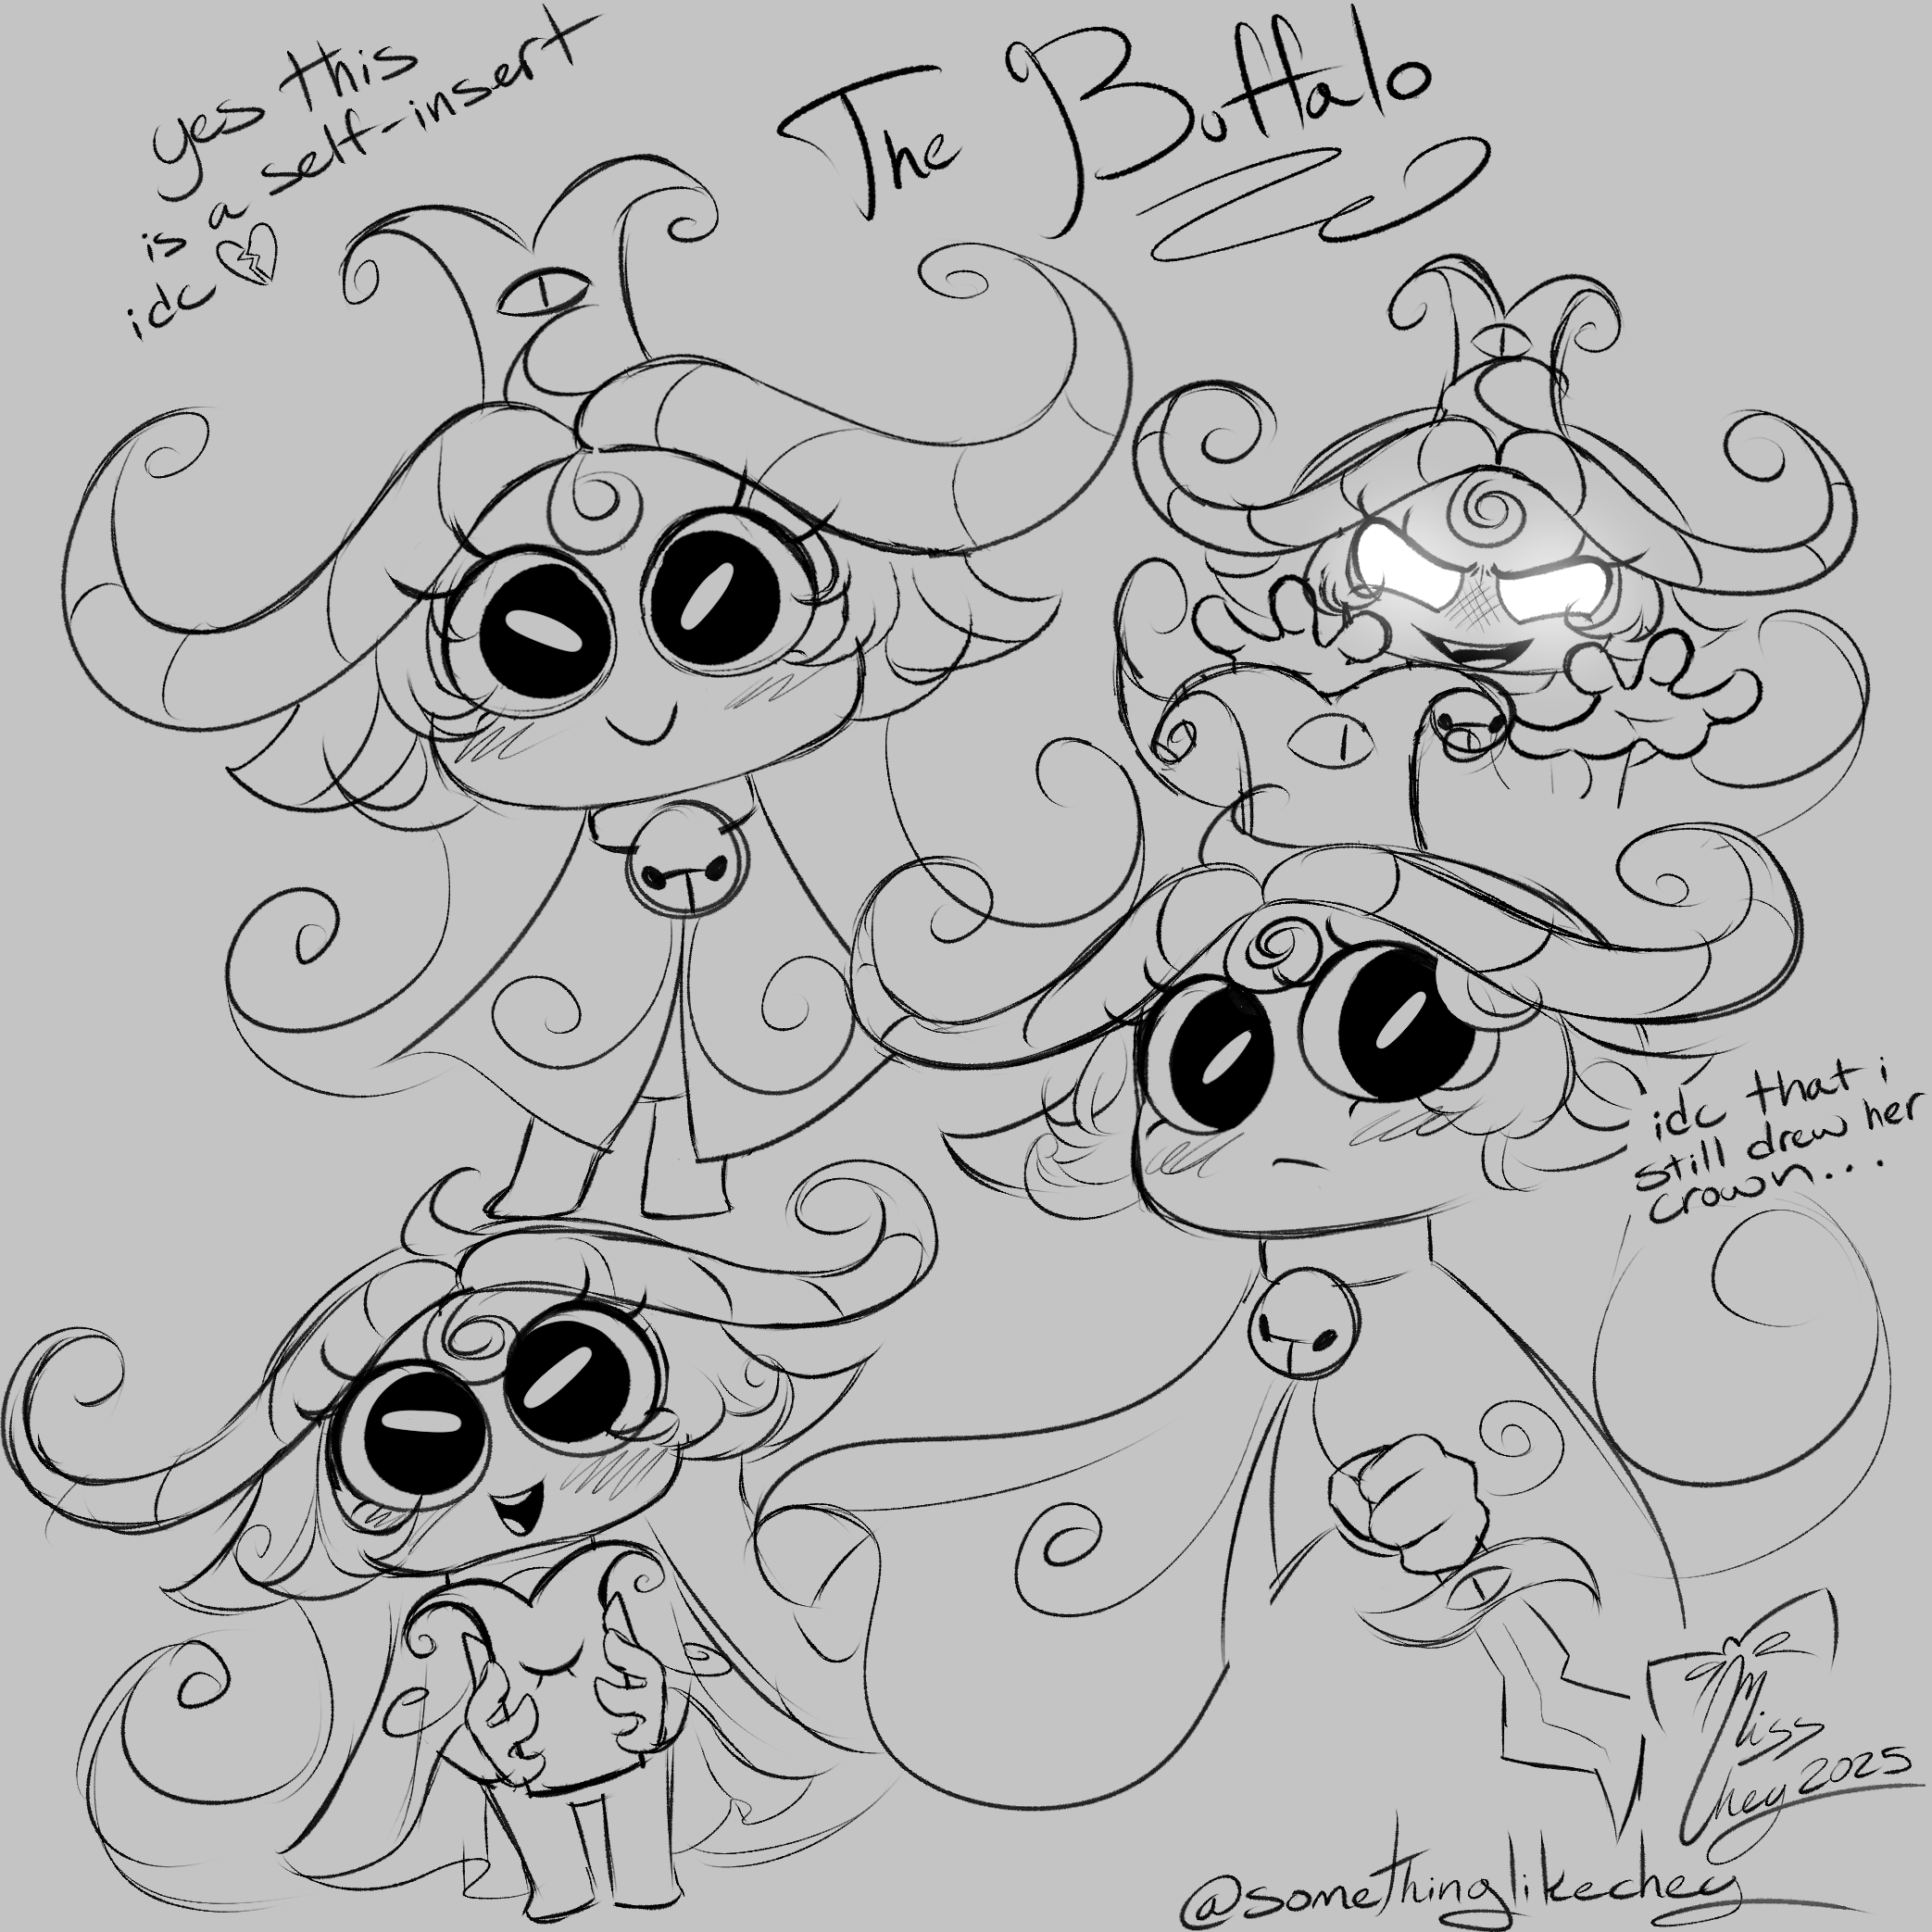 yes this
is a self-insert
idc
The Buffalo
idc that i
still drew her
crown...
Miss
Chey 2025
@somethinglikechey